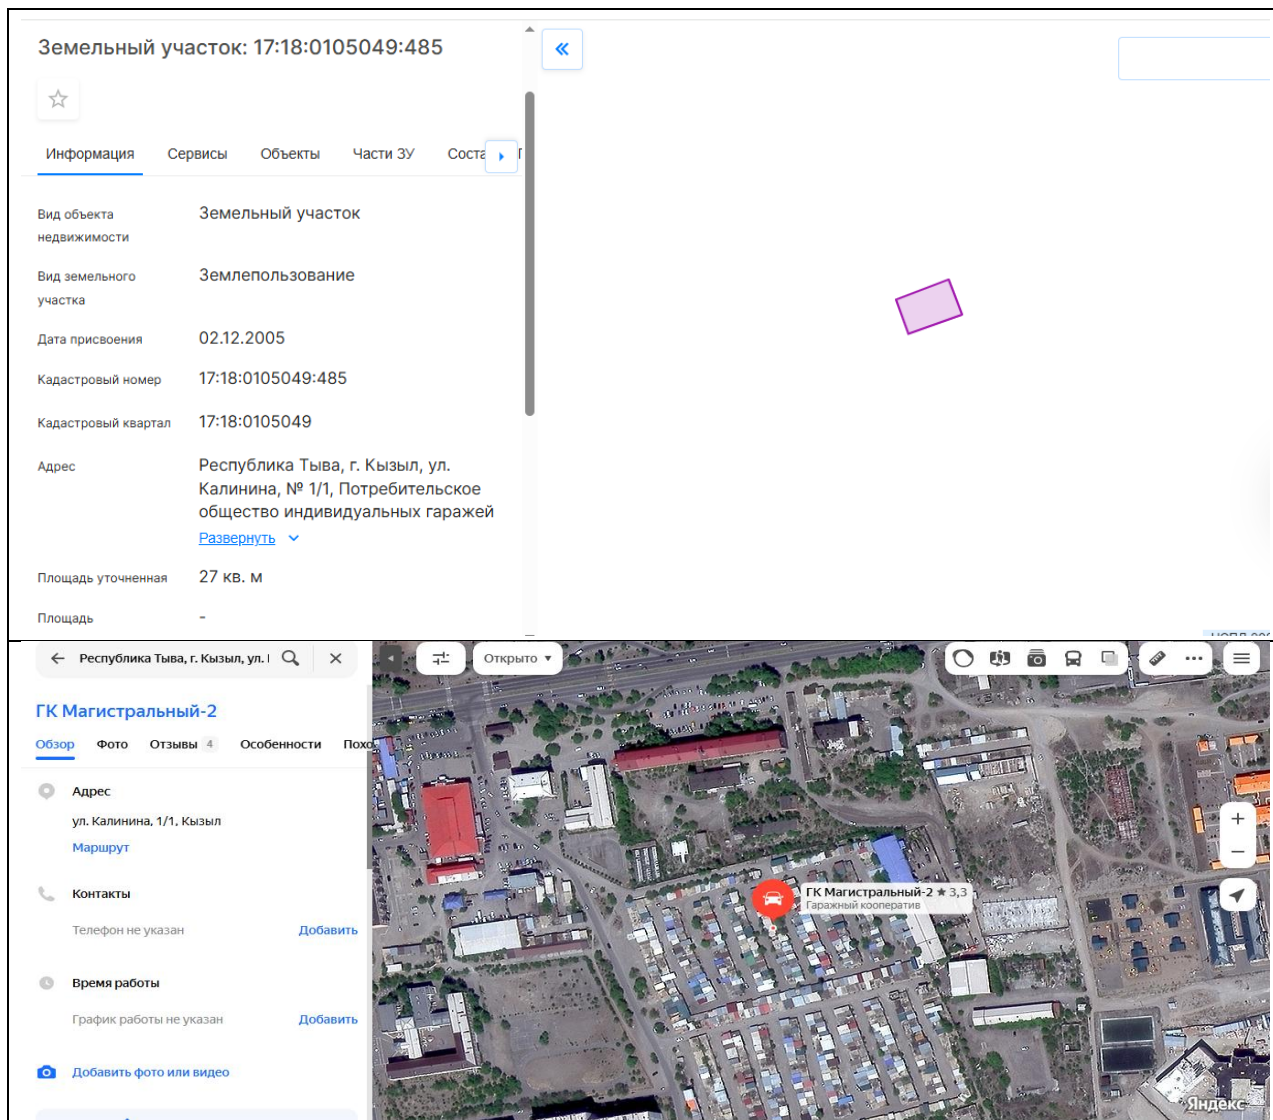 Земельный участок: 17:18:0105049:485
Информация Сервисы Объекты Части ЗУ
Вид объекта недвижимости
Земельный участок
Вид земельного участка
Землепользование
Дата присвоения
02.12.2005
Кадастровый номер
17:18:0105049:485
Кадастровый квартал
17:18:0105049
Адрес
Республика Тыва, г. Кызыл, ул.
Калинина, № 1/1, Потребительское
общество индивидуальных гаражей
Развернуть
Площадь уточненная
27 кв. м
Площадь
-
Республика Тыва, г. Кызыл, ул.
Открыто
ГК Магистральный-2
Обзор Фото Отзывы 4 Особенности
Адрес
ул. Калинина, 1/1, Кызыл
Маршрут
Контакты
Телефон не указан Добавить
Время работы
График работы не указан Добавить
Добавить фото или видео
ГК Магистральный-2 ★ 3,3
Гаражный кооператив
Яндекс